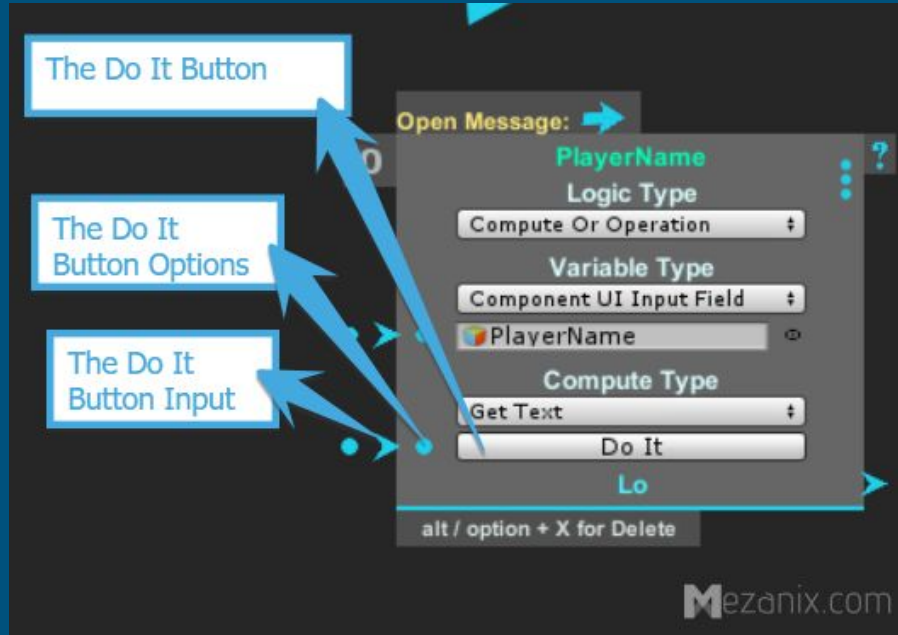 The Do It Button
Open Message:
0
PlayerName
?
Logic Type
Compute Or Operation
The Do It
Button Options
Variable Type
Component UI Input Field
PlayerName
The Do It
Button Input
Compute Type
Get Text
Do It
Lo
alt / option + X for Delete
Mezanix.com